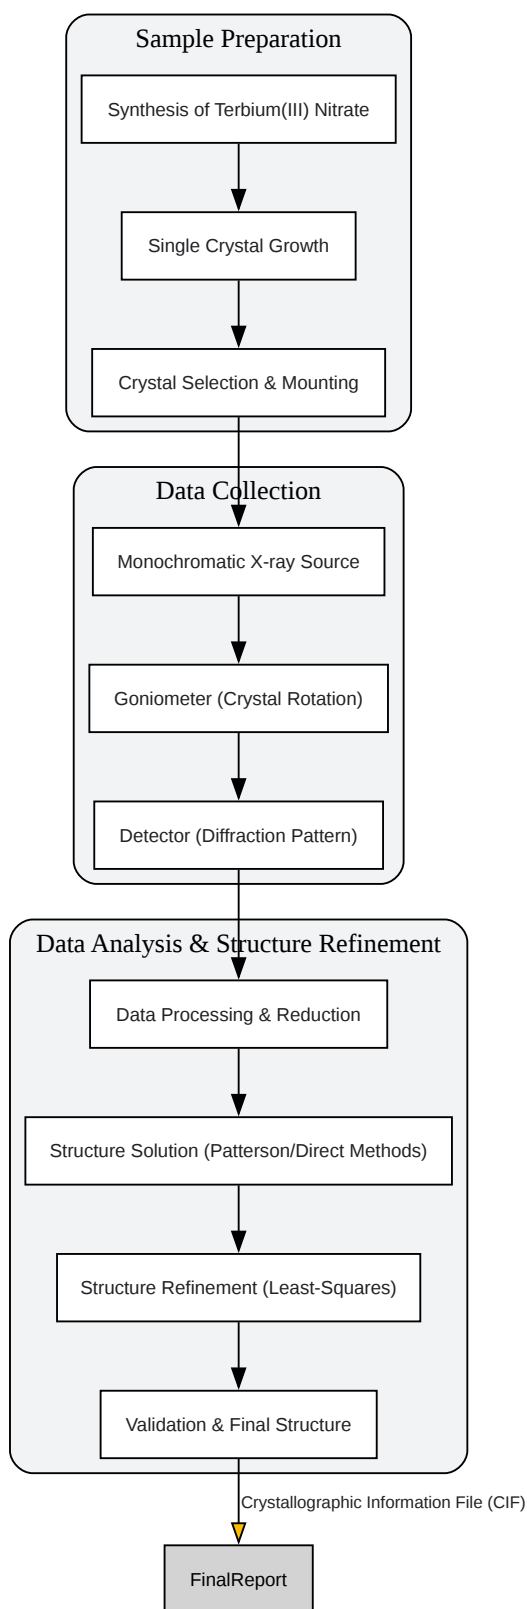 Sample Preparation
Synthesis of Terbium(III) Nitrate
Single Crystal Growth
Crystal Selection & Mounting
Data Collection
Monochromatic X-ray Source
Goniometer (Crystal Rotation)
Detector (Diffraction Pattern)
Data Analysis & Structure Refinement
Data Processing & Reduction
Structure Solution (Patterson/Direct Methods)
Structure Refinement (Least-Squares)
Validation & Final Structure
Crystallographic Information File (CIF)
FinalReport